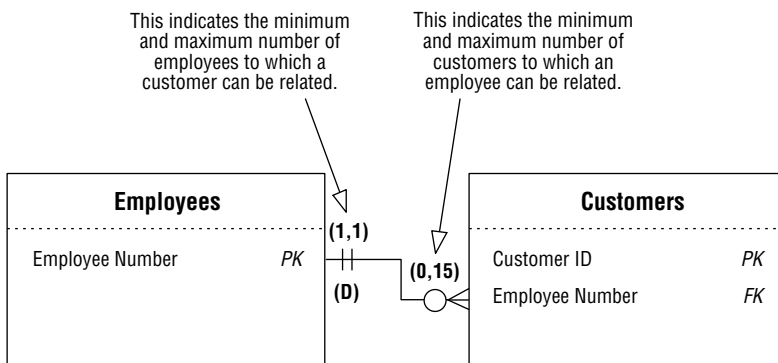 This indicates the minimum
and maximum number of
employees to which a
customer can be related.
This indicates the minimum
and maximum number of
customers to which an
employee can be related.
Employees
Employee Number PK
(1,1)
(D)
(0,15)
Customers
Customer ID PK
Employee Number FK